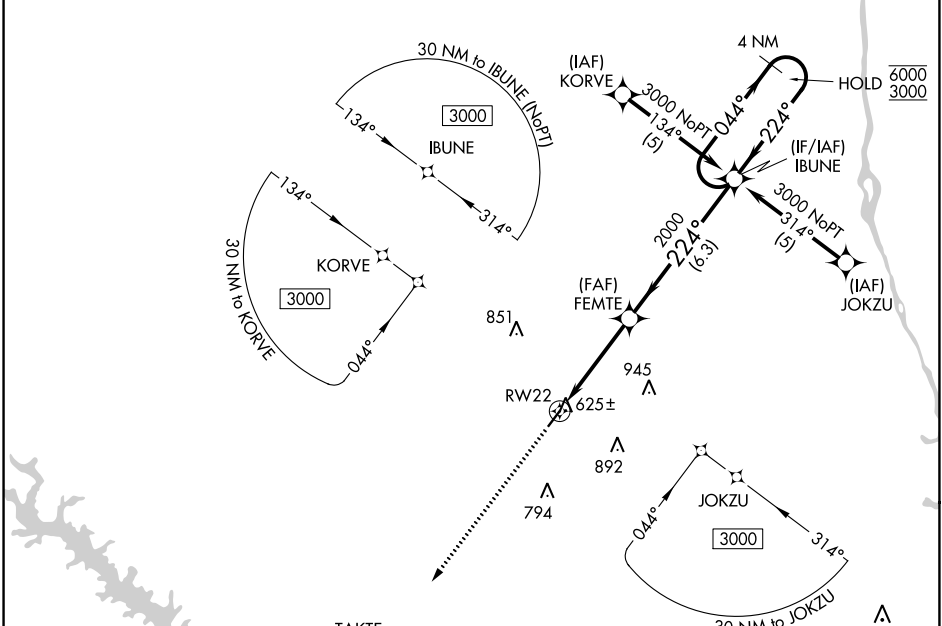 4 NM
(IAF)
KORVE
HOLD 6000
3000
3000 NoPT
134°
(5)
044°
224°
(IF/IAF)
IBUNE
3000 NoPT
314°
(5)
(IAF)
JOKZU
2000
224°
(6.3)
(FAF)
FEMTE
30 NM to IBUNE (NoPT)
3000
134°
IBUNE
314°
134°
KORVE
3000
30 NM to KORVE
044°
851
945
RW22
625±
892
794
JOKZU
044°
3000
314°
30 NM to JOKZU